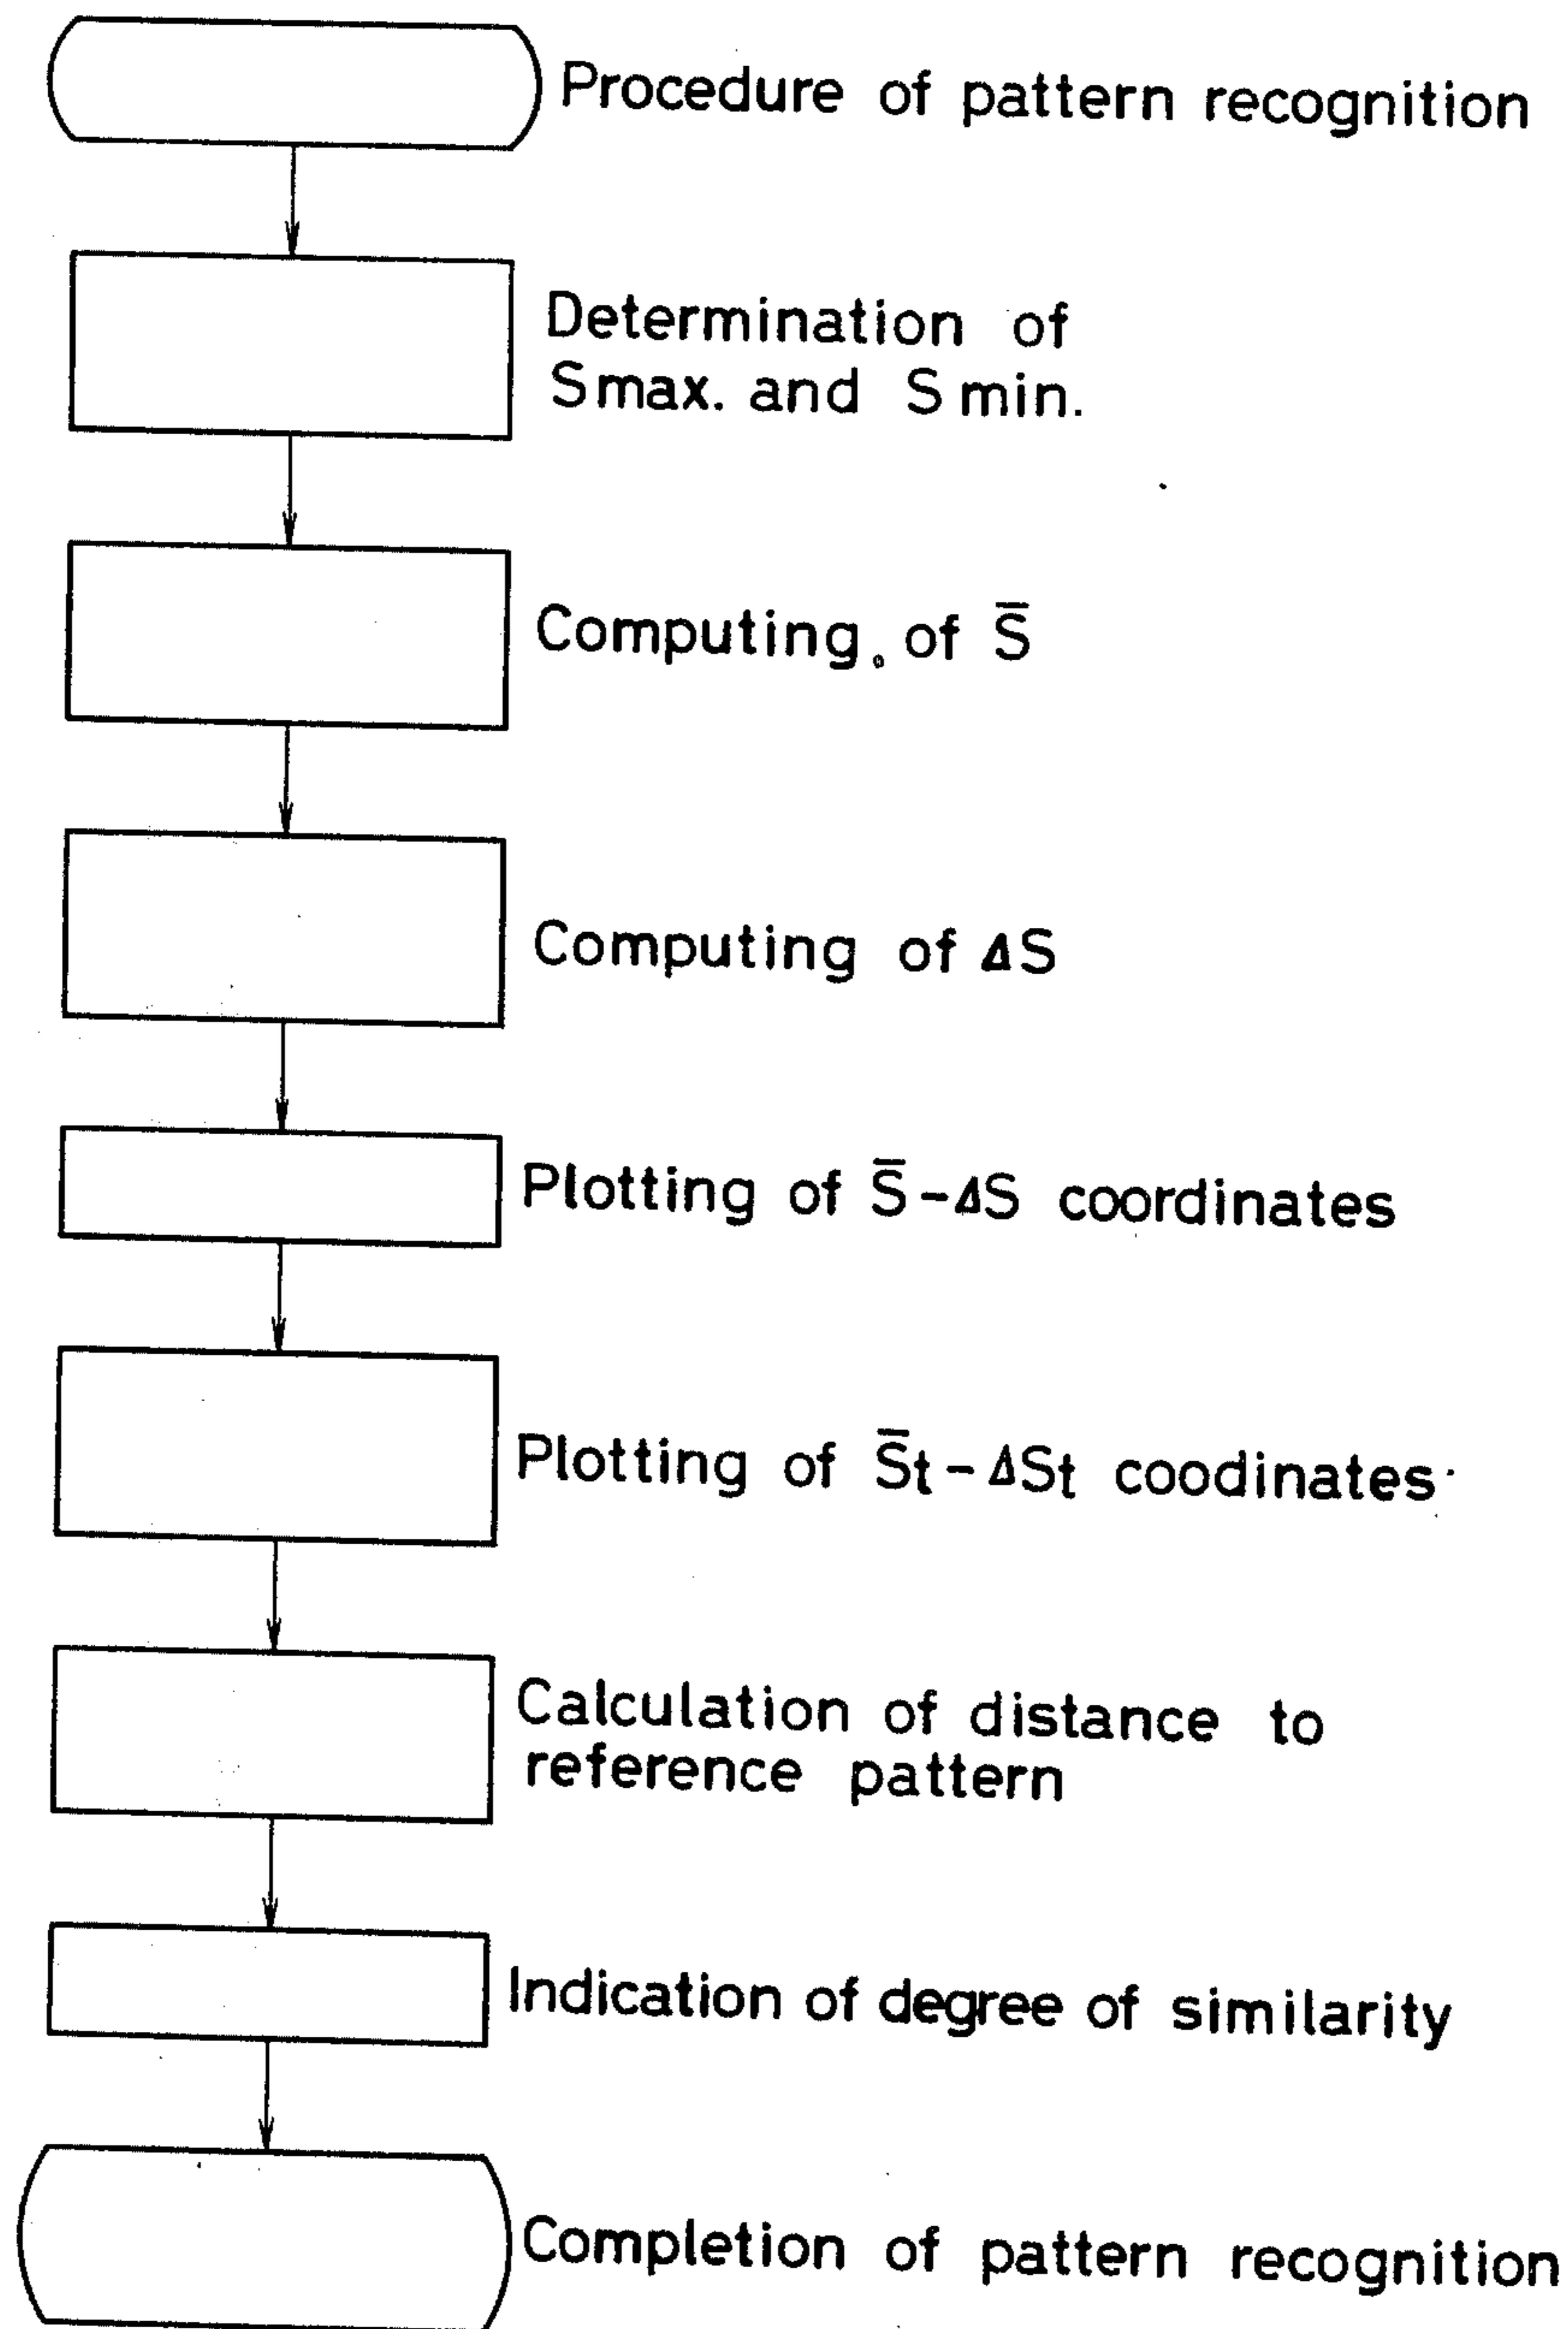 Procedure of pattern recognition
Determination of
Smax. and Smin.
Computing of S̅
Computing of ΔS
Plotting of S̅-ΔS coordinates
Plotting of S̅t-ΔSt coodinates
Calculation of distance to
reference pattern
Indication of degree of similarity
Completion of pattern recognition